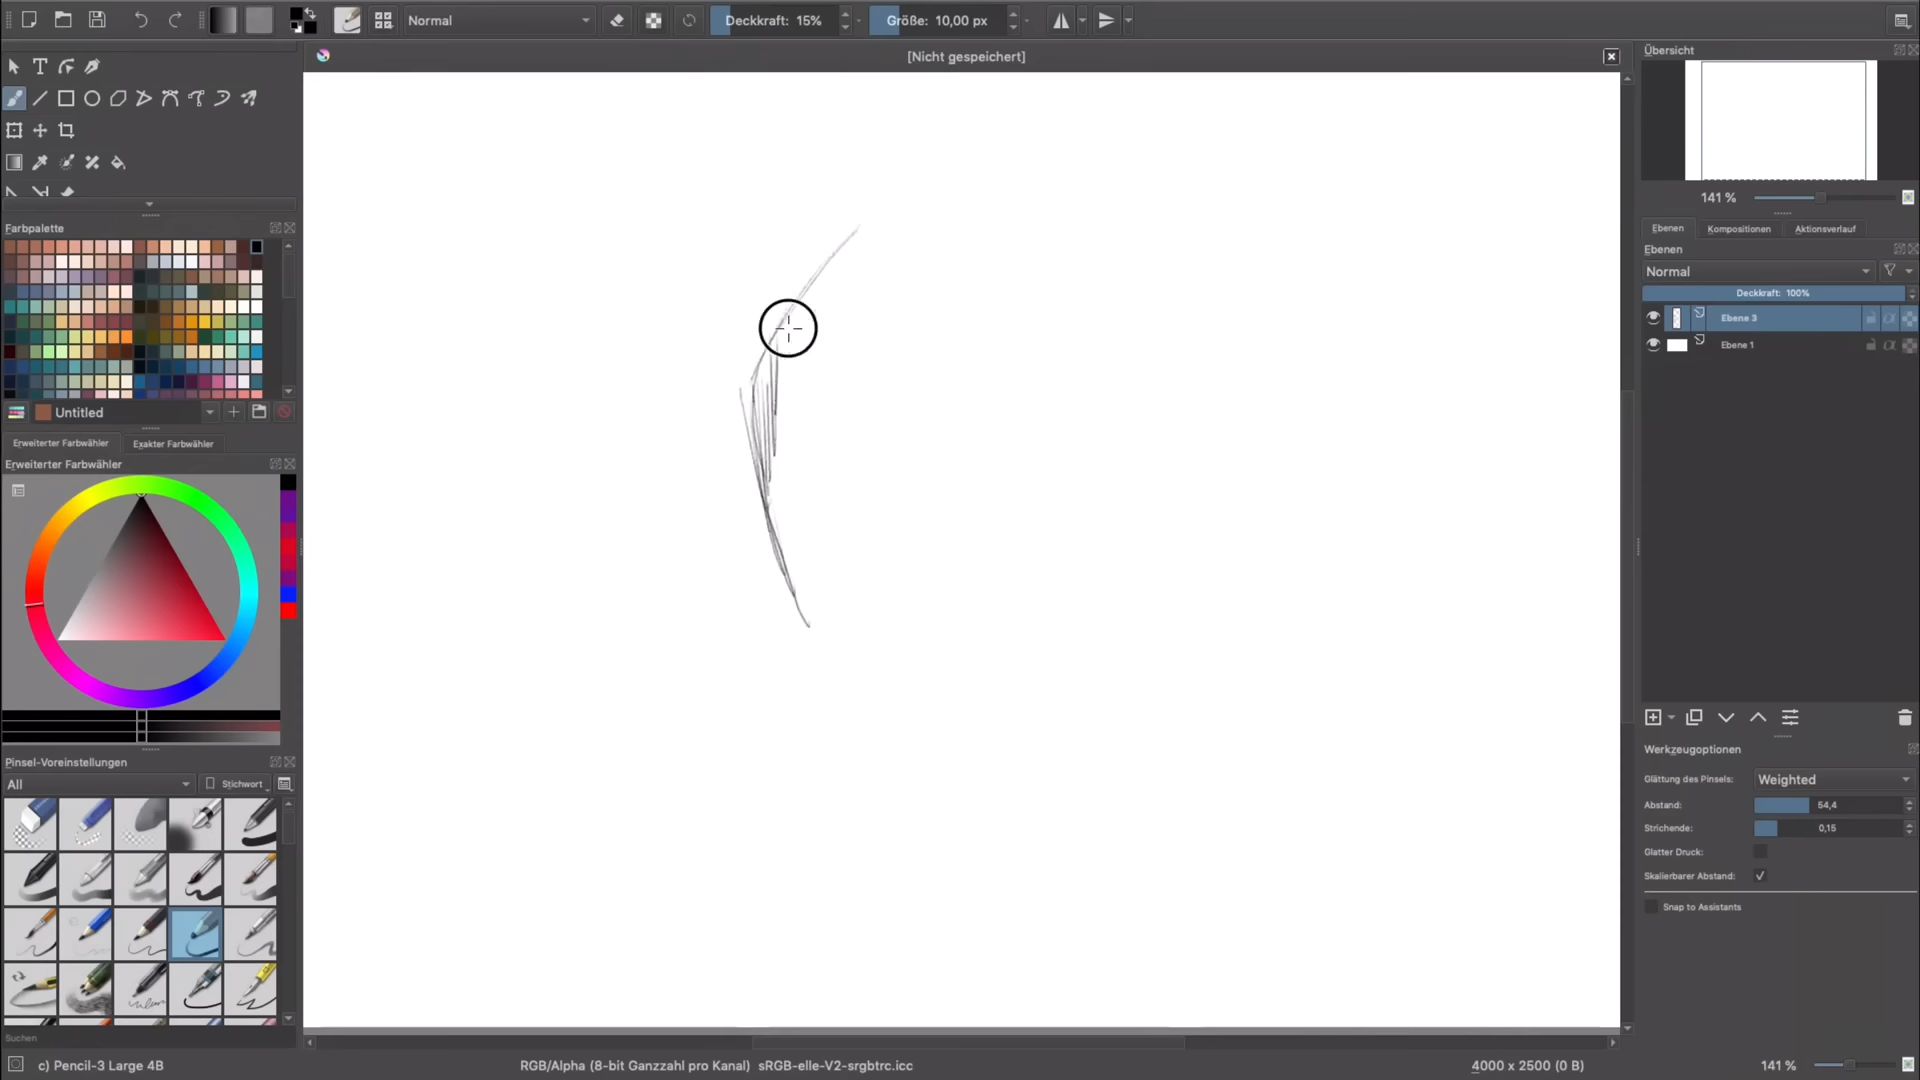 Normal
Deckkraft: 15%
Größe: 10,00 px
[Nicht gespeichert]
Übersicht
141 %
Farbpalette
Untitled
Erweiterter Farbwähler
Exakter Farbwähler
Erweiterter Farbwähler
Pinsel-Voreinstellungen
All
Stichwort
Suchen
Ebenen
Kompositionen
Aktionsverlauf
Ebenen
Normal
Deckkraft: 100%
Ebene 3
Ebene 1
Werkzeugoptionen
Glättung des Pinsels:
Weighted
Abstand:
54,4
Strichende:
0,15
Glatter Druck:
Skalierbarer Abstand:
Snap to Assistants
c) Pencil-3 Large 4B
RGB/Alpha (8-bit Ganzzahl pro Kanal) sRGB-elle-V2-srgbtrc.icc
4000 x 2500 (0 B)
141 %